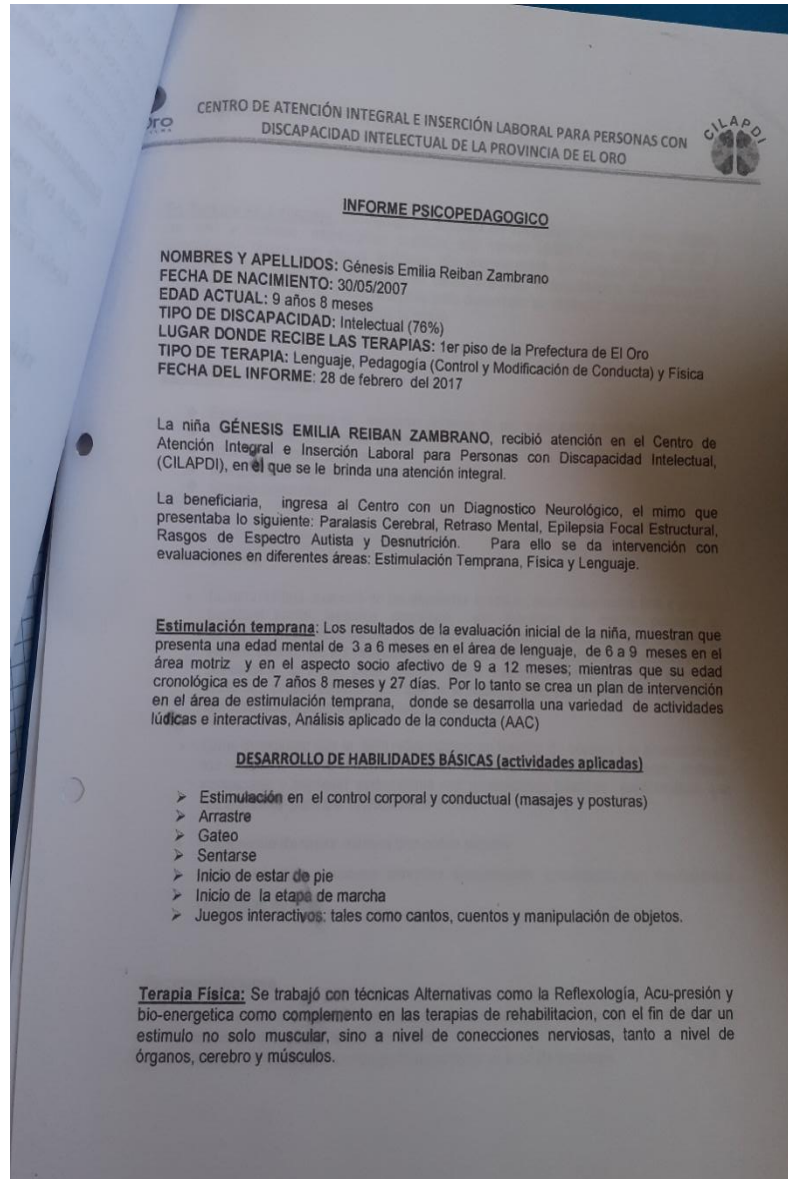 oro
CENTRO DE ATENCIÓN INTEGRAL E INSERCIÓN LABORAL PARA PERSONAS CON
DISCAPACIDAD INTELECTUAL DE LA PROVINCIA DE EL ORO
CILAPDI
INFORME PSICOPEDAGOGICO
NOMBRES Y APELLIDOS: Génesis Emilia Reiban Zambrano
FECHA DE NACIMIENTO: 30/05/2007
EDAD ACTUAL: 9 años 8 meses
TIPO DE DISCAPACIDAD: Intelectual (76%)
LUGAR DONDE RECIBE LAS TERAPIAS: 1er piso de la Prefectura de El Oro
TIPO DE TERAPIA: Lenguaje, Pedagogía (Control y Modificación de Conducta) y Física
FECHA DEL INFORME: 28 de febrero del 2017
La niña GÉNESIS EMILIA REIBAN ZAMBRANO, recibió atención en el Centro de
Atención Integral e Inserción Laboral para Personas con Discapacidad Intelectual,
(CILAPDI), en el que se le brinda una atención integral.
La beneficiaria, ingresa al Centro con un Diagnostico Neurológico, el mimo que
presentaba lo siguiente: Paralasis Cerebral, Retraso Mental, Epilepsia Focal Estructural,
Rasgos de Espectro Autista y Desnutrición. Para ello se da intervención con
evaluaciones en diferentes áreas: Estimulación Temprana, Física y Lenguaje.
Estimulación temprana: Los resultados de la evaluación inicial de la niña, muestran que
presenta una edad mental de 3 a 6 meses en el área de lenguaje, de 6 a 9 meses en el
área motriz y en el aspecto socio afectivo de 9 a 12 meses; mientras que su edad
cronológica es de 7 años 8 meses y 27 días. Por lo tanto se crea un plan de intervención
en el área de estimulación temprana, donde se desarrolla una variedad de actividades
lúdicas e interactivas, Análisis aplicado de la conducta (AAC)
DESARROLLO DE HABILIDADES BÁSICAS (actividades aplicadas)
➢ Estimulación en el control corporal y conductual (masajes y posturas)
➢ Arrastre
➢ Gateo
➢ Sentarse
➢ Inicio de estar de pie
➢ Inicio de la etapa de marcha
➢ Juegos interactivos: tales como cantos, cuentos y manipulación de objetos.
Terapia Física: Se trabajó con técnicas Alternativas como la Reflexología, Acu-presión y
bio-energetica como complemento en las terapias de rehabilitacion, con el fin de dar un
estimulo no solo muscular, sino a nivel de conecciones nerviosas, tanto a nivel de
órganos, cerebro y músculos.